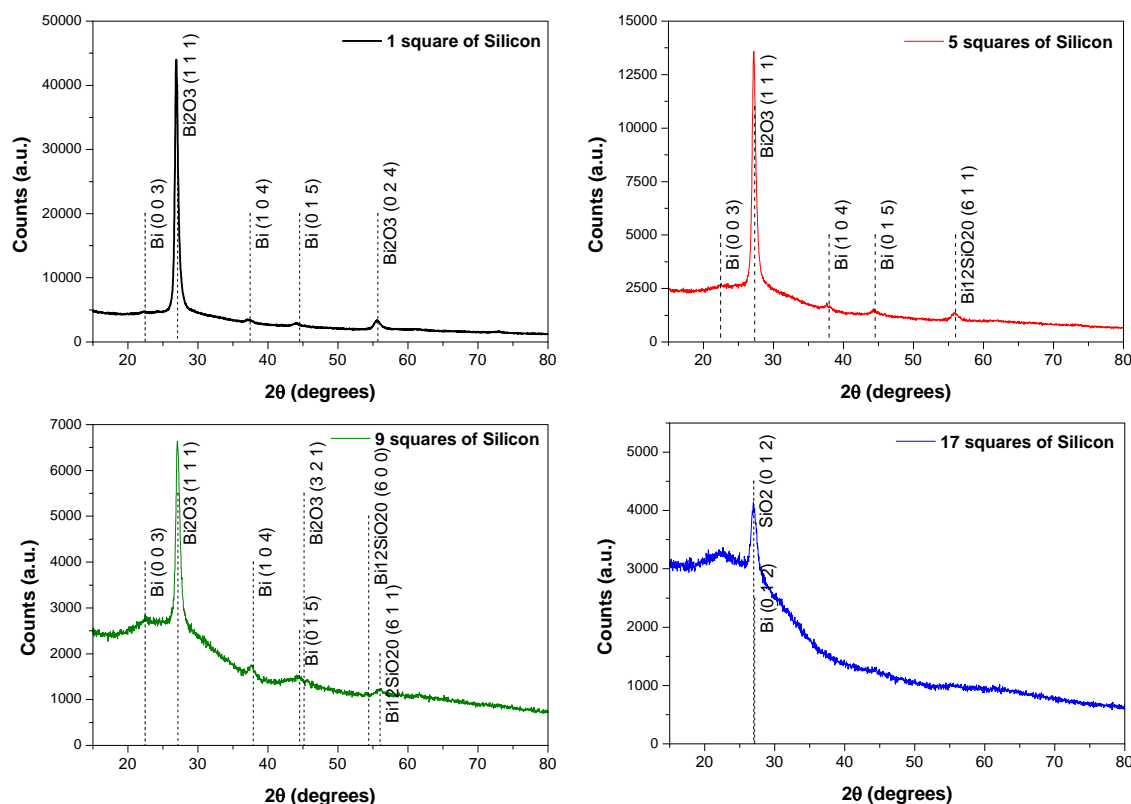 1 square of Silicon
50000
40000
30000
20000
10000
0
Counts (a.u.)
Bi (0 0 3)
Bi2O3 (1 1 1)
Bi (1 0 4)
Bi (0 1 5)
Bi2O3 (0 2 4)
20 30 40 50 60 70 80
2θ (degrees)
5 squares of Silicon
15000
12500
10000
7500
5000
2500
0
Counts (a.u.)
Bi (0 0 3)
Bi2O3 (1 1 1)
Bi (1 0 4)
Bi (0 1 5)
Bi12SiO20 (6 1 1)
20 30 40 50 60 70 80
2θ (degrees)
9 squares of Silicon
7000
6000
5000
4000
3000
2000
1000
0
Counts (a.u.)
Bi (0 0 3)
Bi2O3 (1 1 1)
Bi (1 0 4)
Bi (0 1 5)
Bi2O3 (3 2 1)
Bi12SiO20 (6 0 0)
Bi12SiO20 (6 1 1)
20 30 40 50 60 70 80
2θ (degrees)
17 squares of Silicon
5000
4000
3000
2000
1000
0
Counts (a.u.)
SiO2 (0 1 2)
Bi (0 1 2)
20 30 40 50 60 70 80
2θ (degrees)